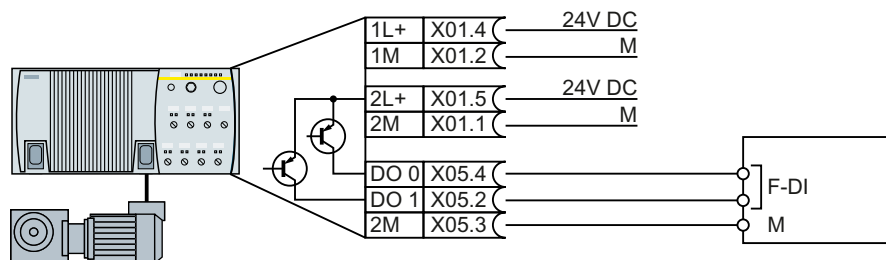 1L+ X01.4 24V DC
1M X01.2 M
2L+ X01.5 24V DC
2M X01.1 M
DO 0 X05.4
F-DI
DO 1 X05.2
2M X05.3 M